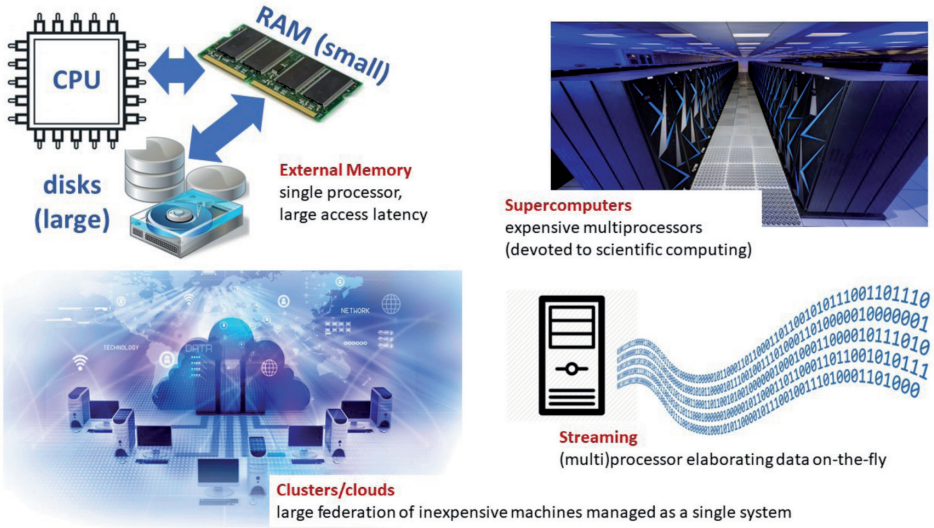 CPU
RAM (small)
disks
(large)
External Memory
single processor,
large access latency
Supercomputers
expensive multiprocessors
(devoted to scientific computing)
NETWORK
TECHNOLOGY
DATA
Streaming
(multi)processor elaborating data on-the-fly
Clusters/clouds
large federation of inexpensive machines managed as a single system